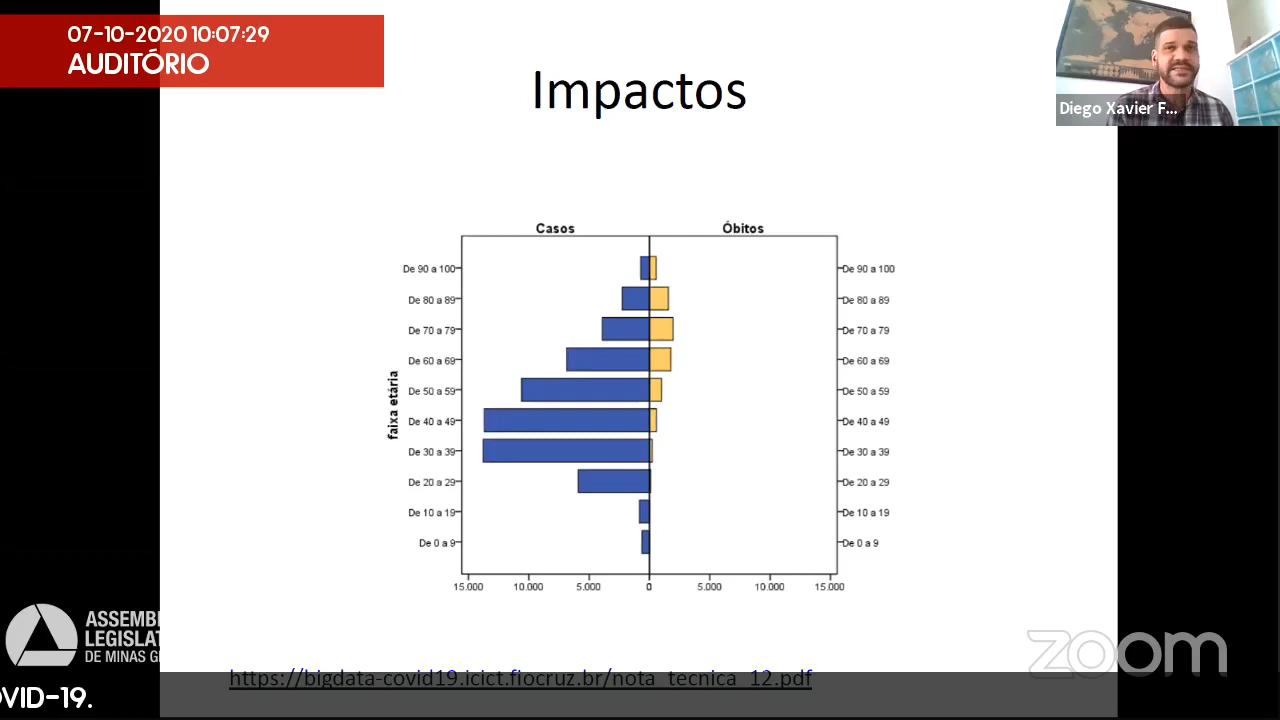 07-10-2020 10:07:29
AUDITÓRIO
Impactos
Diego Xavier F...
Casos
Óbitos
De 90 a 100
De 90 a 100
De 80 a 89
De 80 a 89
De 70 a 79
De 70 a 79
De 60 a 69
De 60 a 69
De 50 a 59
De 50 a 59
De 40 a 49
De 40 a 49
De 30 a 39
De 30 a 39
De 20 a 29
De 20 a 29
De 10 a 19
De 10 a 19
De 0 a 9
De 0 a 9
faixa etária
15.000 10.000 5.000 0 5.000 10.000 15.000
ASSEMBL
LEGISLAT
DE MINAS G
zoom
https://bigdata-covid19.icict.fiocruz.br/nota_tecnica_12.pdf
OVID-19.